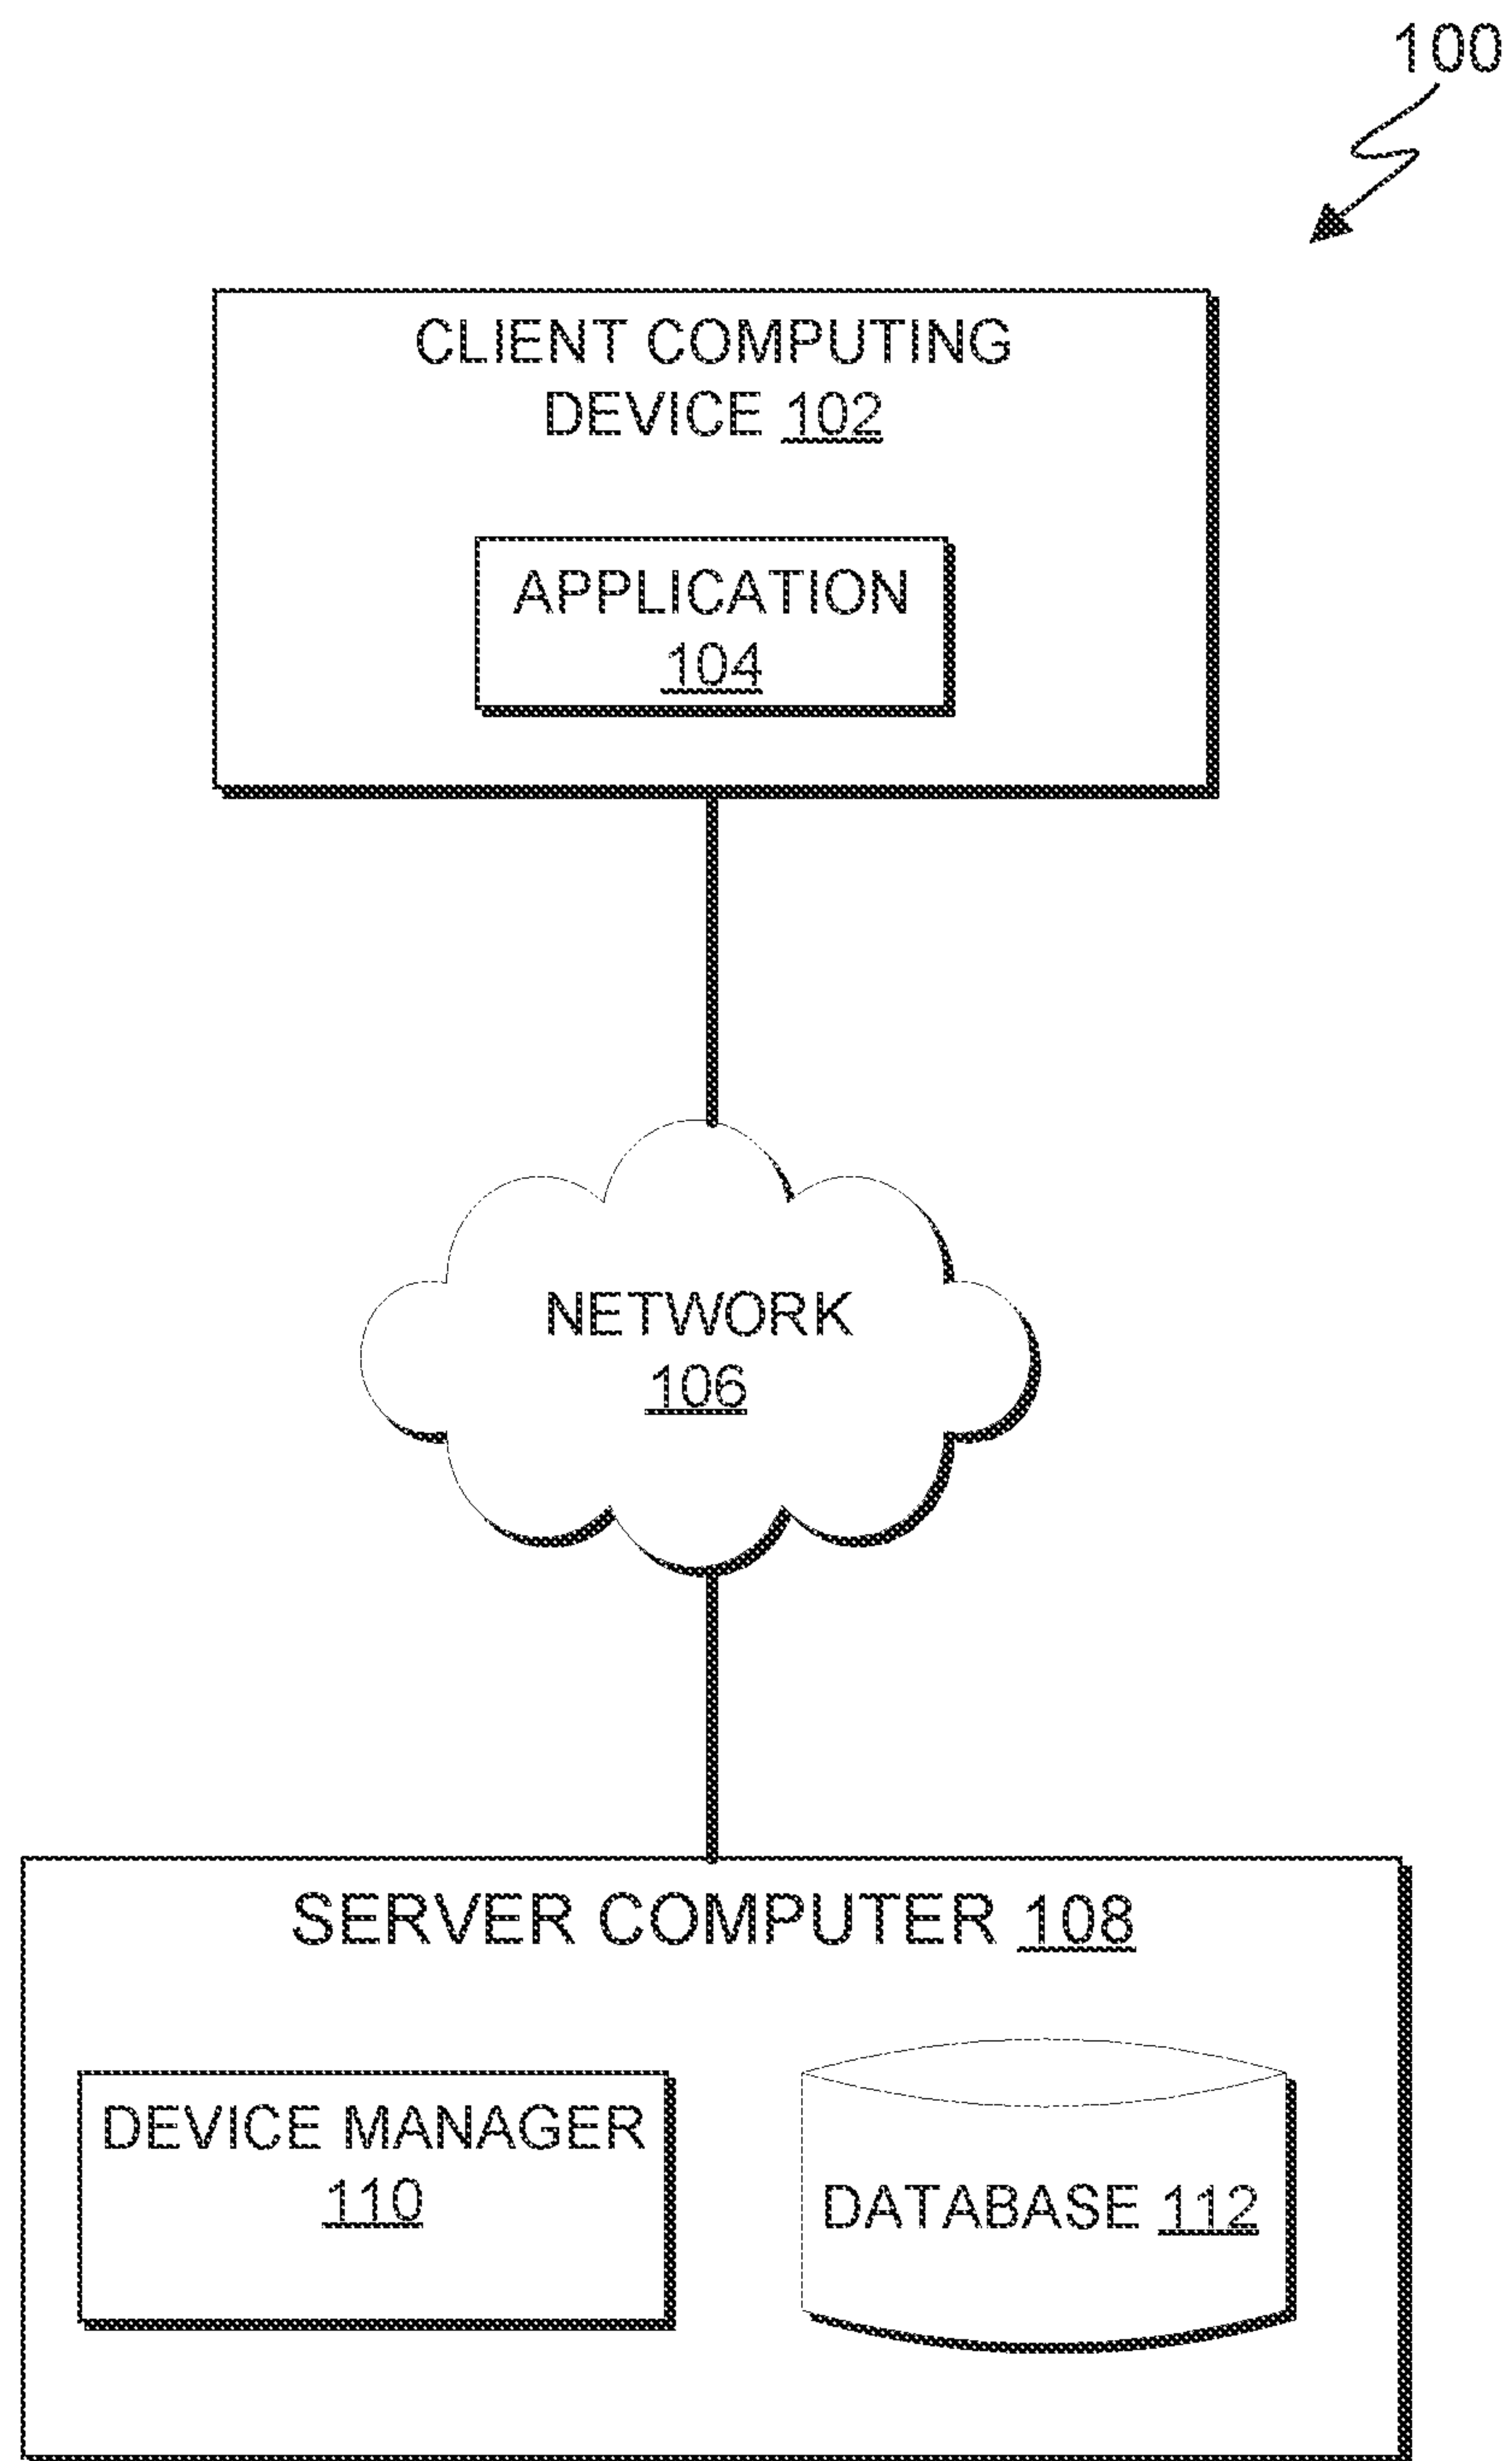 100
CLIENT COMPUTING
DEVICE 102
APPLICATION
104
NETWORK
106
SERVER COMPUTER 108
DEVICE MANAGER
110
DATABASE 112